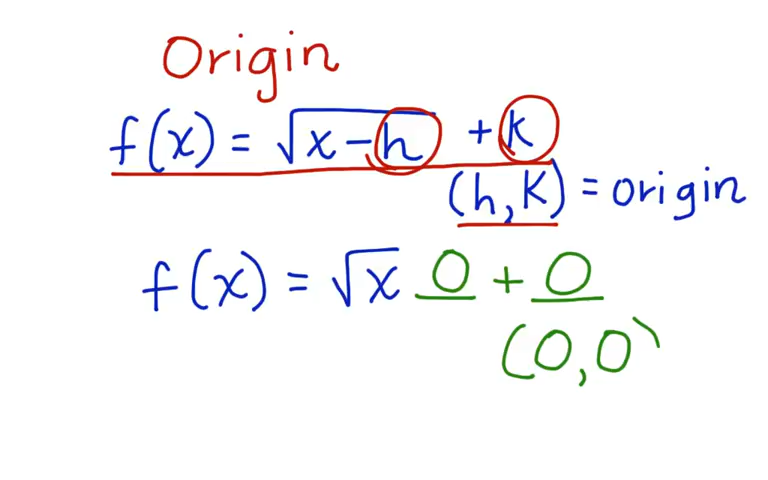 Origin
f(x) = √x-h + k
(h,k) = origin
f(x) = √x 0 + 0
(0,0)